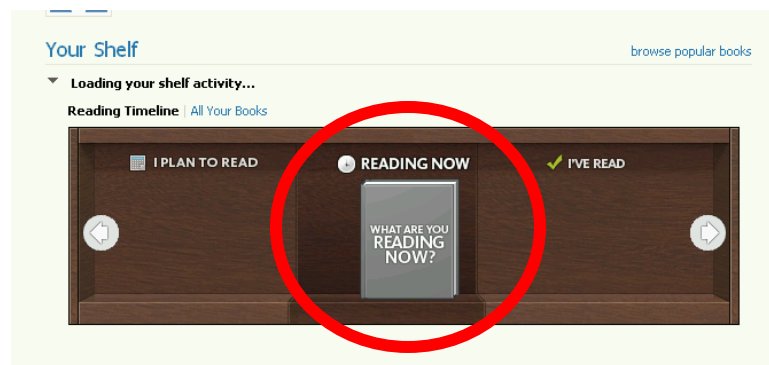 Your Shelf
browse popular books
Loading your shelf activity...
Reading Timeline | All Your Books
I PLAN TO READ
READING NOW
I'VE READ
WHAT ARE YOU
READING
NOW?